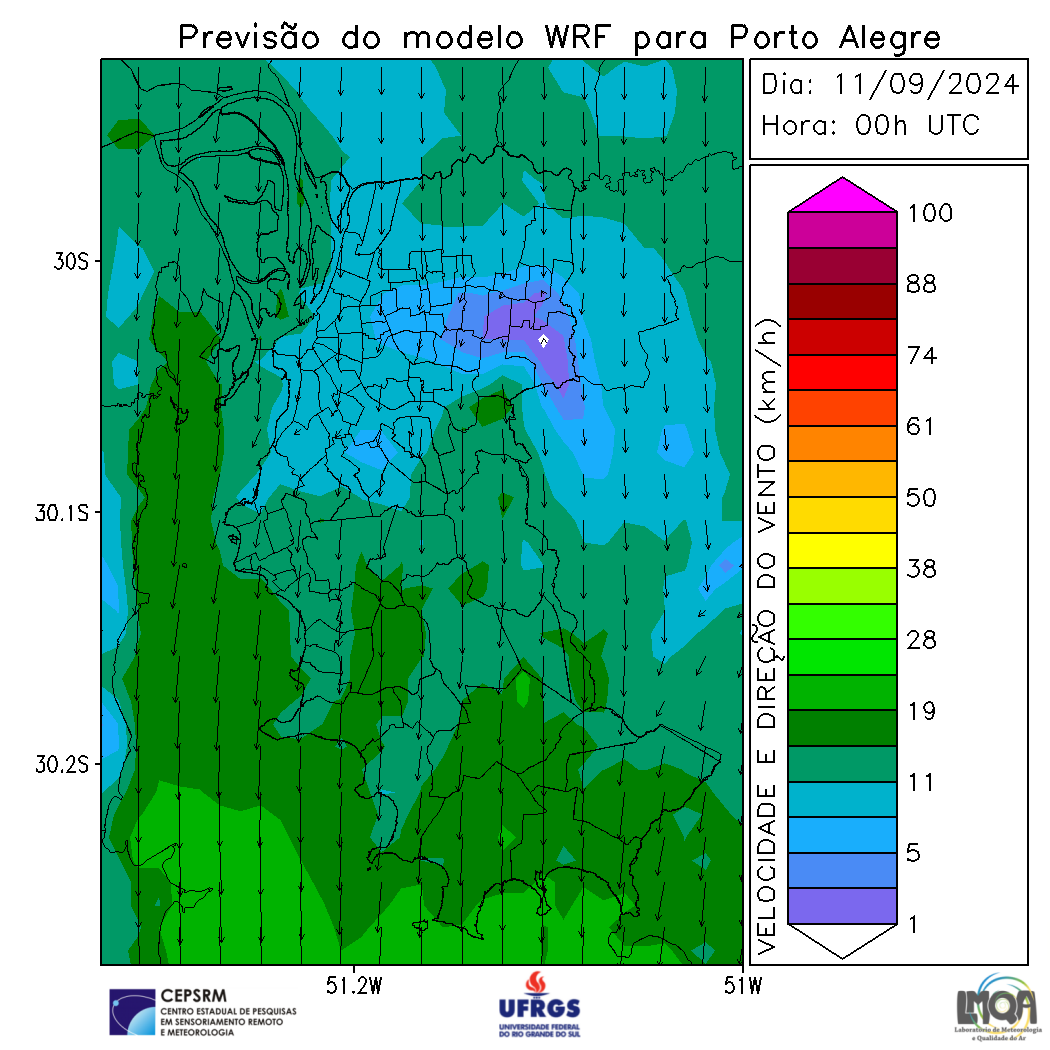 Previsão do modelo WRF para Porto Alegre
Dia: 11/09/2024
Hora: 00h UTC
30S
30.1S
30.2S
51.2W
51W
VELOCIDADE E DIREÇÃO DO VENTO (km/h)
100
88
74
61
50
38
28
19
11
5
1
CEPSRM
CENTRO ESTADUAL DE PESQUISAS
EM SENSORIAMENTO REMOTO
E METEOROLOGIA
UFRGS
UNIVERSIDADE FEDERAL
DO RIO GRANDE DO SUL
LMQA
Laboratório de Meteorologia
e Qualidade do Ar